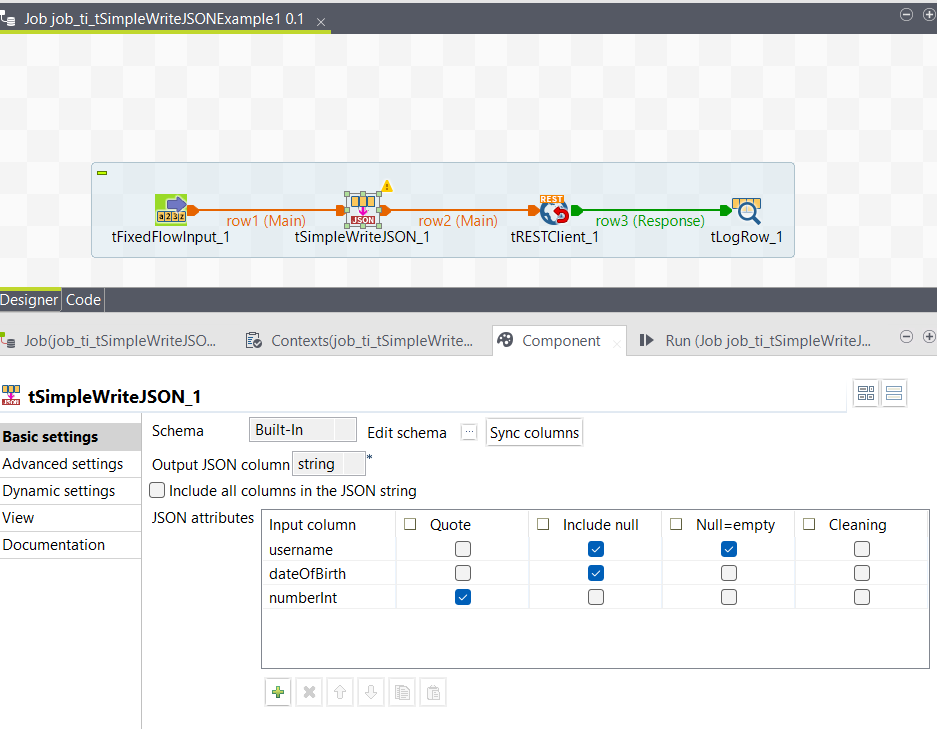 Job job_ti_tSimpleWriteJSONExample1 0.1
REST
a 2 3 z
JSON
row1 (Main)
row2 (Main)
row3 (Response)
tFixedFlowInput_1
tSimpleWriteJSON_1
tRESTClient_1
tLogRow_1
Designer
Code
Job(job_ti_tSimpleWriteJSO...
Contexts(job_ti_tSimpleWrite...
Component
Run (Job job_ti_tSimpleWriteJ...
JSON
tSimpleWriteJSON_1
Basic settings
Advanced settings
Dynamic settings
View
Documentation
Schema
Built-In
Edit schema
...
Sync columns
Output JSON column
string
*
Include all columns in the JSON string
JSON attributes
Input column
Quote
Include null
Null=empty
Cleaning
username
dateOfBirth
numberInt